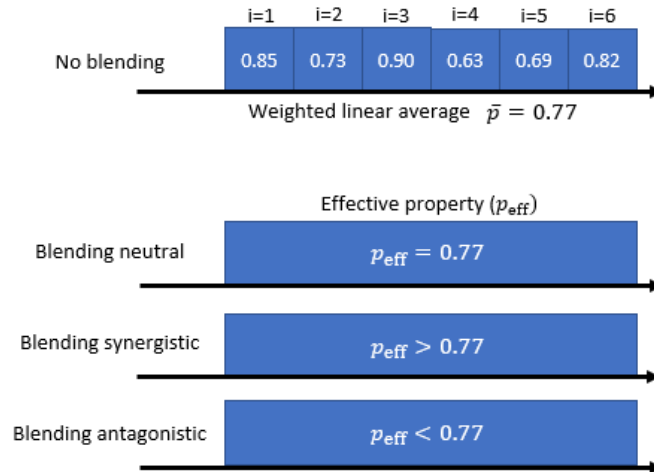 i=1 i=2 i=3 i=4 i=5 i=6
No blending 0.85 0.73 0.90 0.63 0.69 0.82
Weighted linear average p̄ = 0.77
Effective property (p_eff)
Blending neutral p_eff = 0.77
Blending synergistic p_eff > 0.77
Blending antagonistic p_eff < 0.77